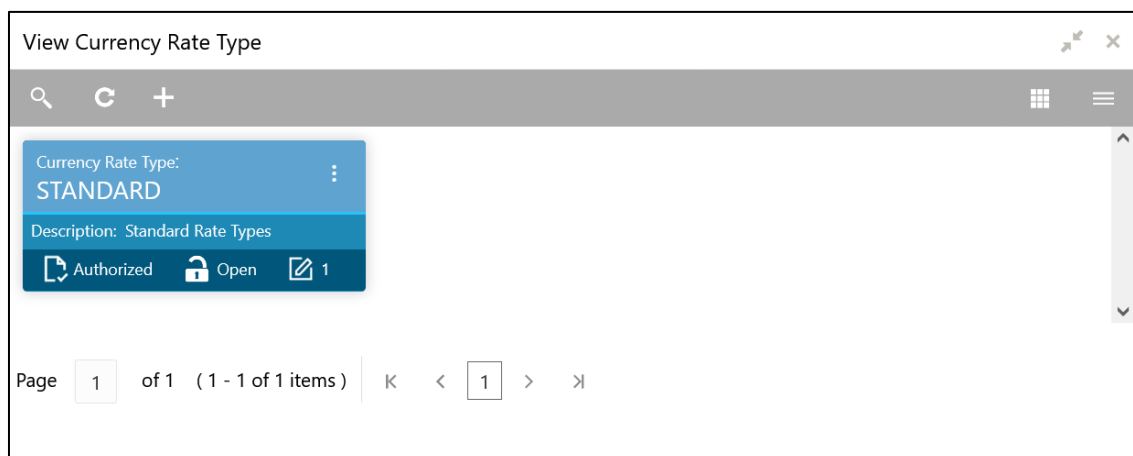 View Currency Rate Type
Currency Rate Type:
STANDARD
Description: Standard Rate Types
Authorized Open 1
Page 1 of 1 ( 1 - 1 of 1 items ) 1